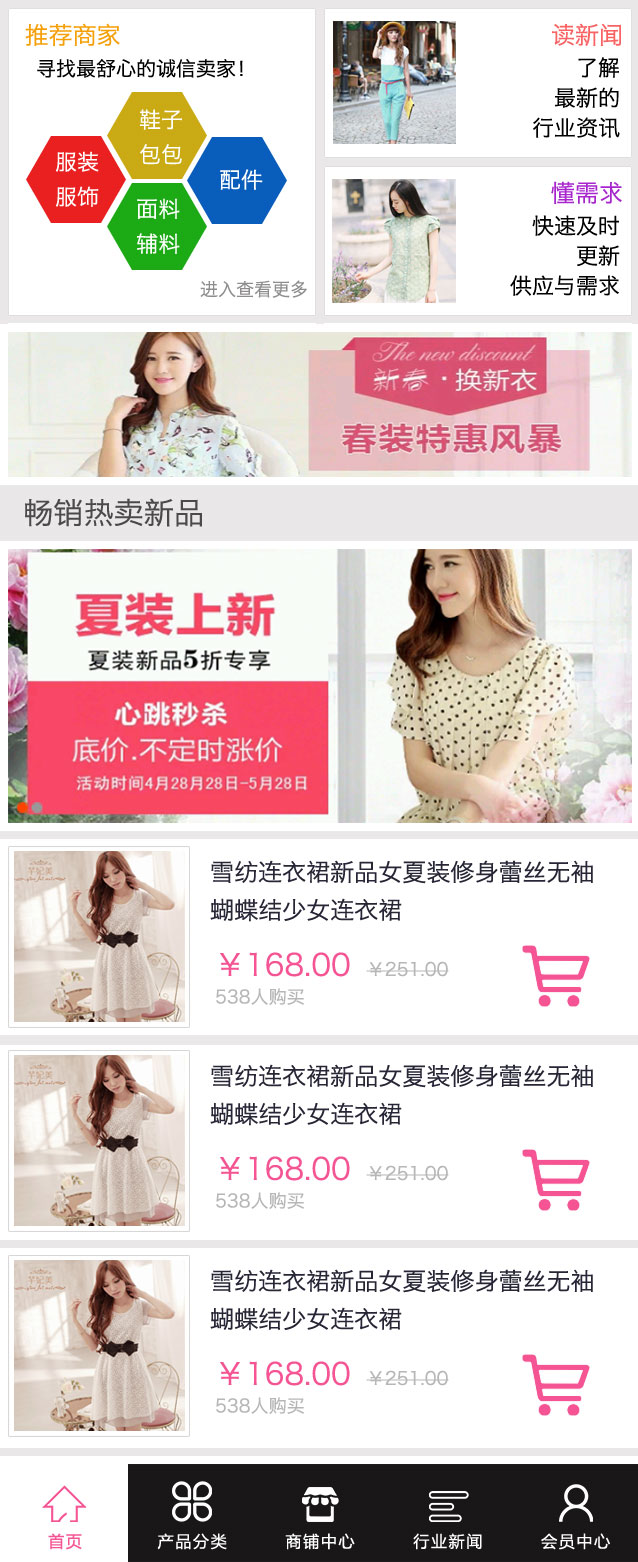 推荐商家
寻找最舒心的诚信卖家！
鞋子
包包
服装
服饰
配件
面料
辅料
进入查看更多
读新闻
了解
最新的
行业资讯
懂需求
快速及时
更新
供应与需求
The new discount
新春·换新衣
春装特惠风暴
畅销热卖新品
夏装上新
夏装新品5折专享
心跳秒杀
底价.不定时涨价
活动时间4月28月28日-5月28日
芊妃美
雪纺连衣裙新品女夏装修身蕾丝无袖
蝴蝶结少女连衣裙
￥168.00 ￥251.00
538人购买
芊妃美
雪纺连衣裙新品女夏装修身蕾丝无袖
蝴蝶结少女连衣裙
￥168.00 ￥251.00
538人购买
芊妃美
雪纺连衣裙新品女夏装修身蕾丝无袖
蝴蝶结少女连衣裙
￥168.00 ￥251.00
538人购买
首页 产品分类 商铺中心 行业新闻 会员中心